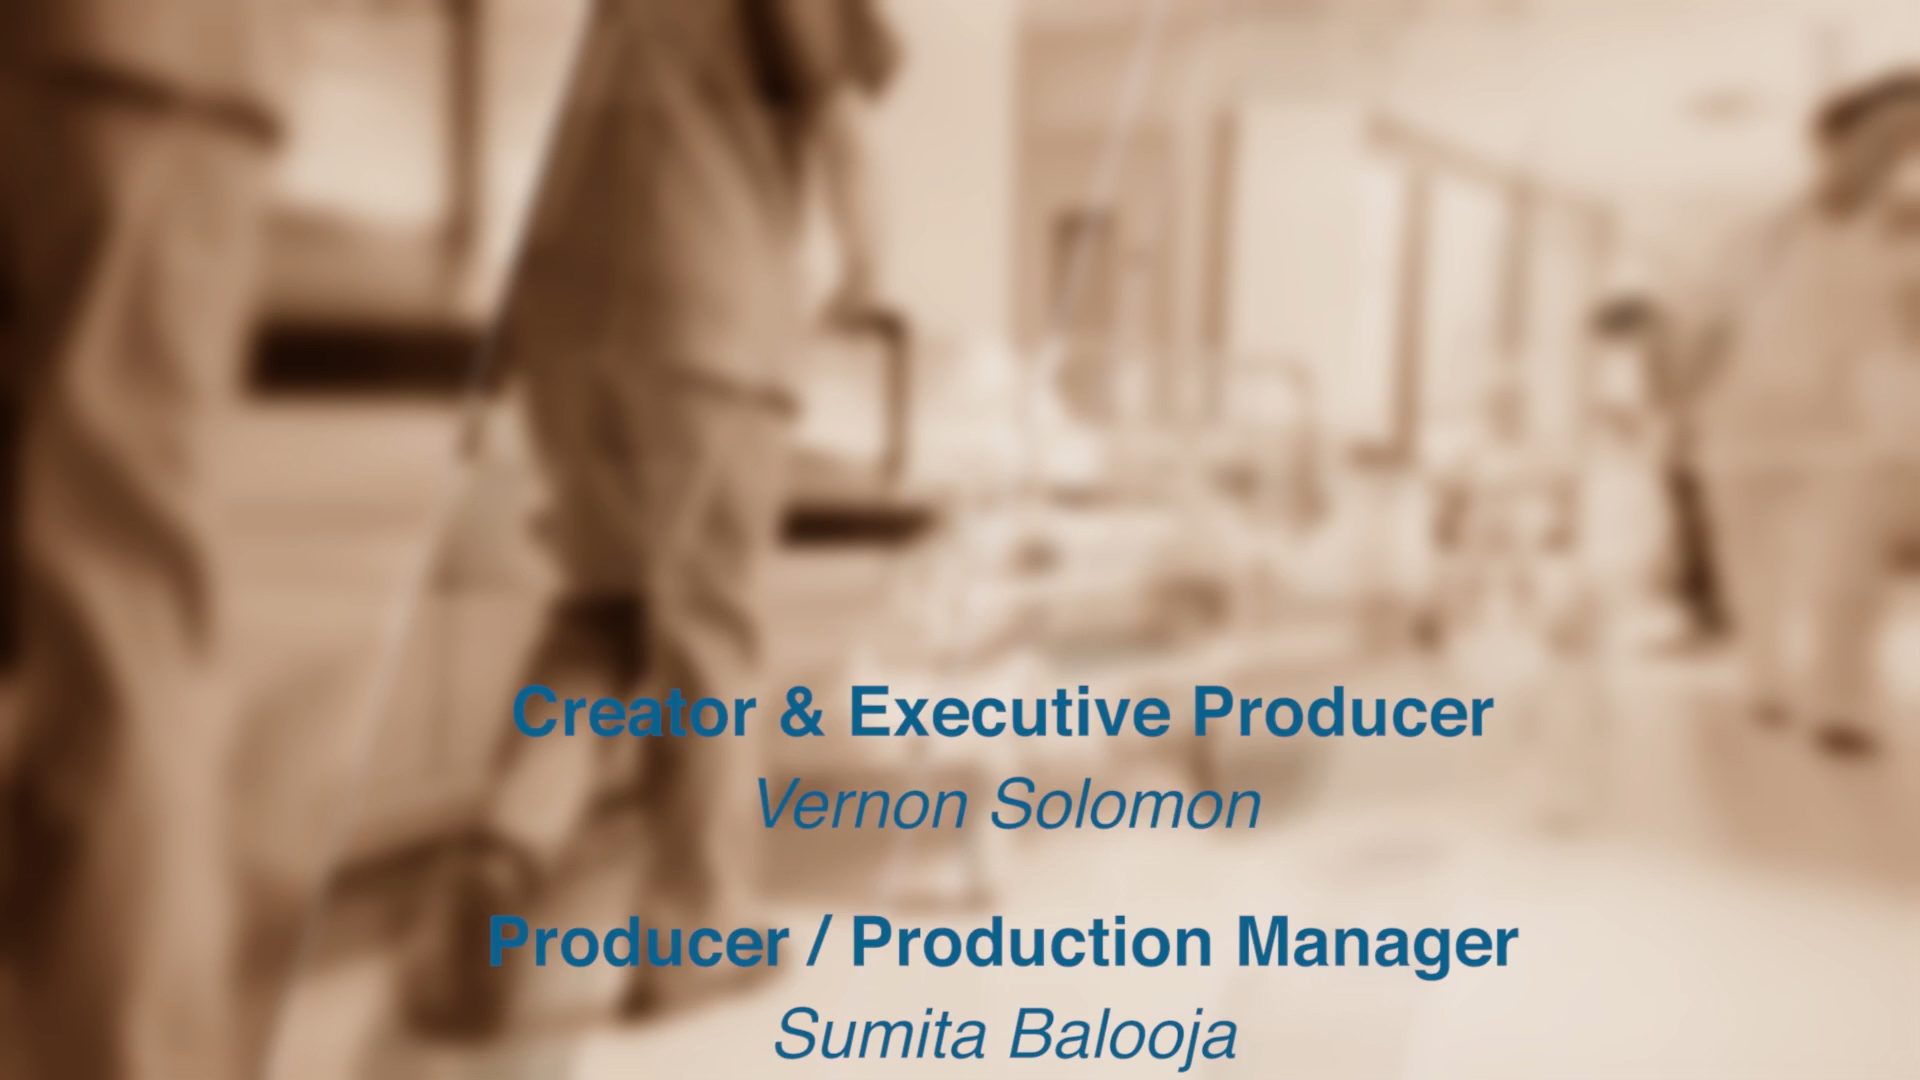 Creator & Executive Producer
Vernon Solomon
Producer / Production Manager
Sumita Balooja